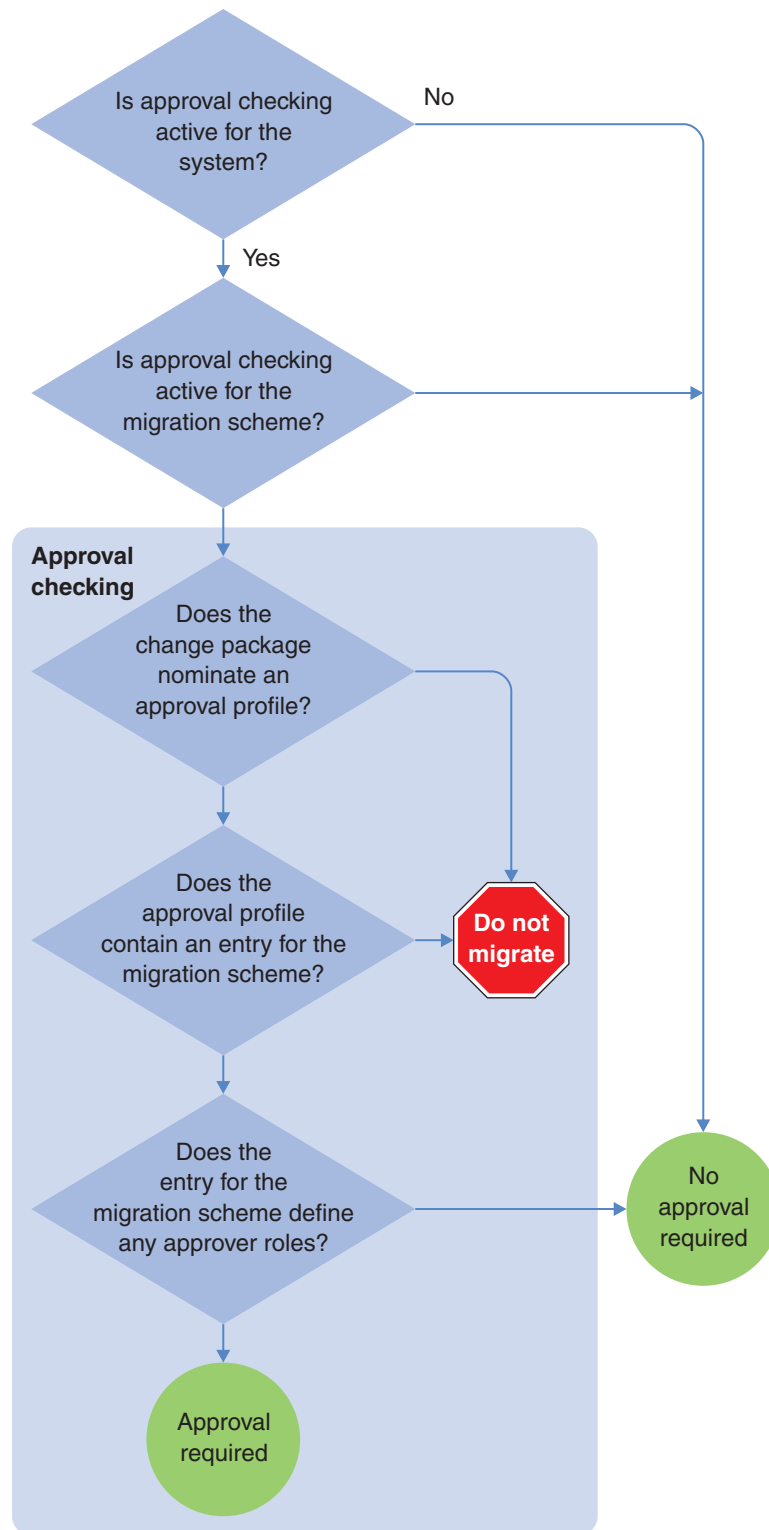 Is approval checking
active for the
system?
No
Yes
Is approval checking
active for the
migration scheme?
Approval
checking
Does the
change package
nominate an
approval profile?
Does the
approval profile
contain an entry for the
migration scheme?
Do not
migrate
Does the
entry for the
migration scheme define
any approver roles?
No
approval
required
Approval
required